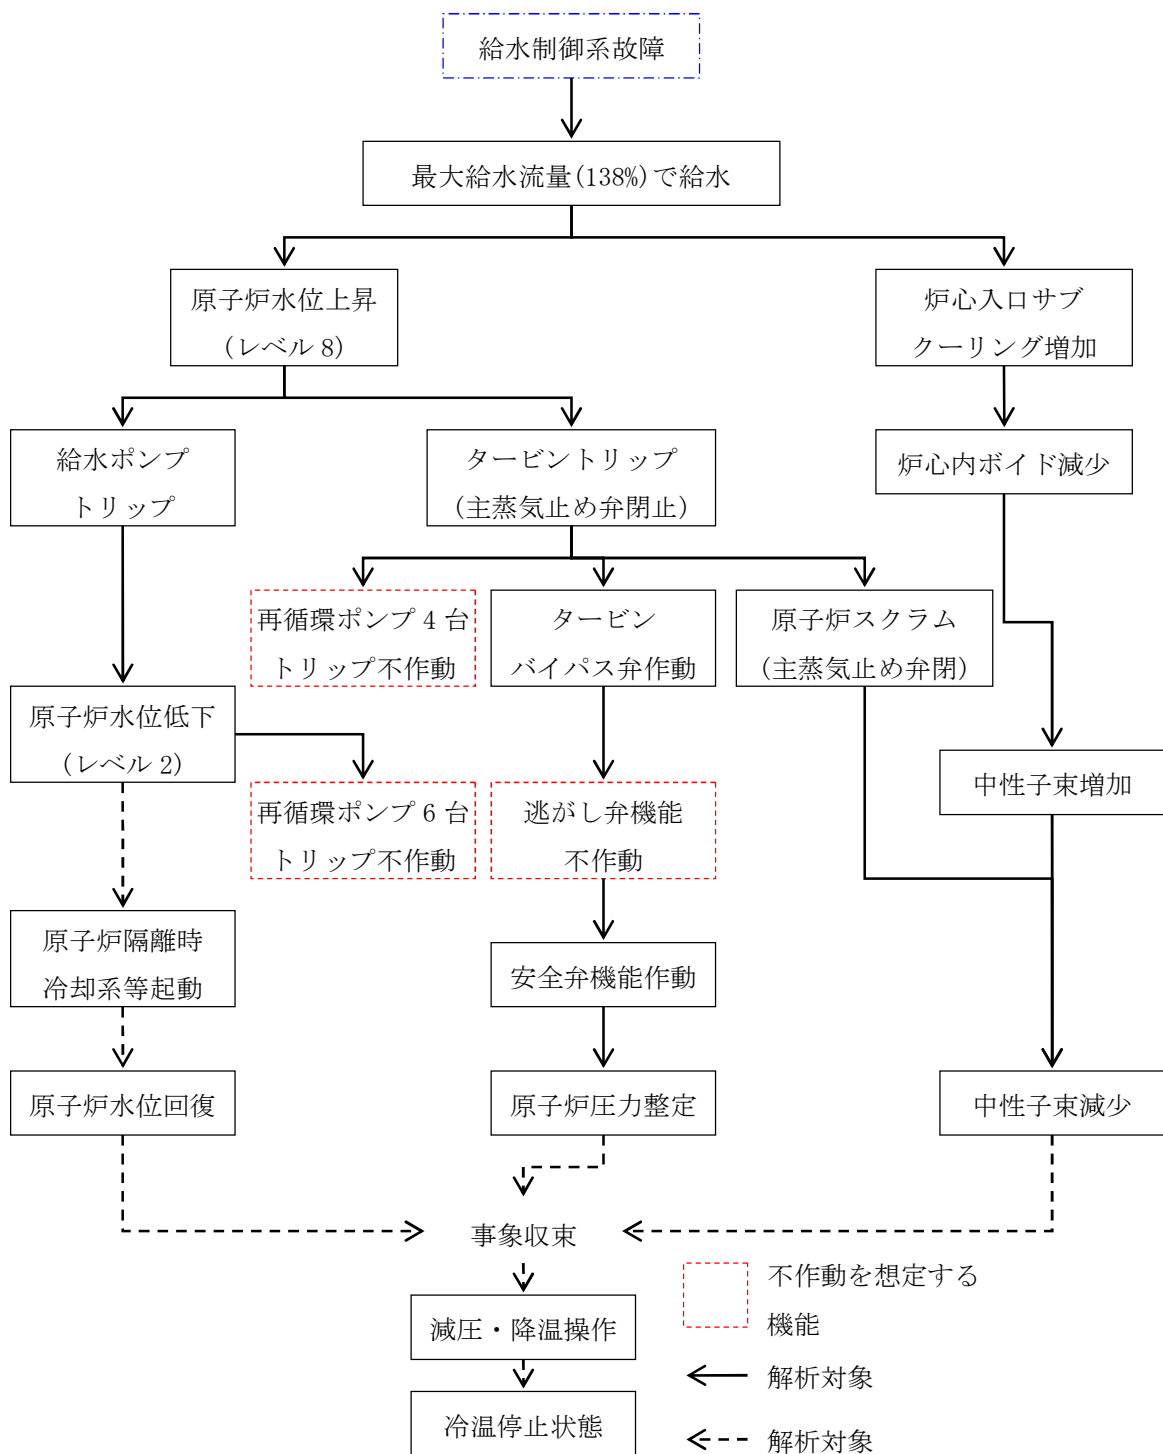 給水制御系故障
最大給水流量(138%)で給水
原子炉水位上昇
(レベル 8)
炉心入口サブ
クーリング増加
給水ポンプ
トリップ
タービントリップ
(主蒸気止め弁閉止)
炉心内ボイド減少
再循環ポンプ 4 台
トリップ不作動
タービン
バイパス弁作動
原子炉スクラム
(主蒸気止め弁閉)
原子炉水位低下
(レベル 2)
中性子束増加
再循環ポンプ 6 台
トリップ不作動
逃がし弁機能
不作動
原子炉隔離時
冷却系等起動
安全弁機能作動
原子炉水位回復
原子炉圧力整定
中性子束減少
事象収束
減圧・降温操作
冷温停止状態
不作動を想定する
機能
解析対象
解析対象